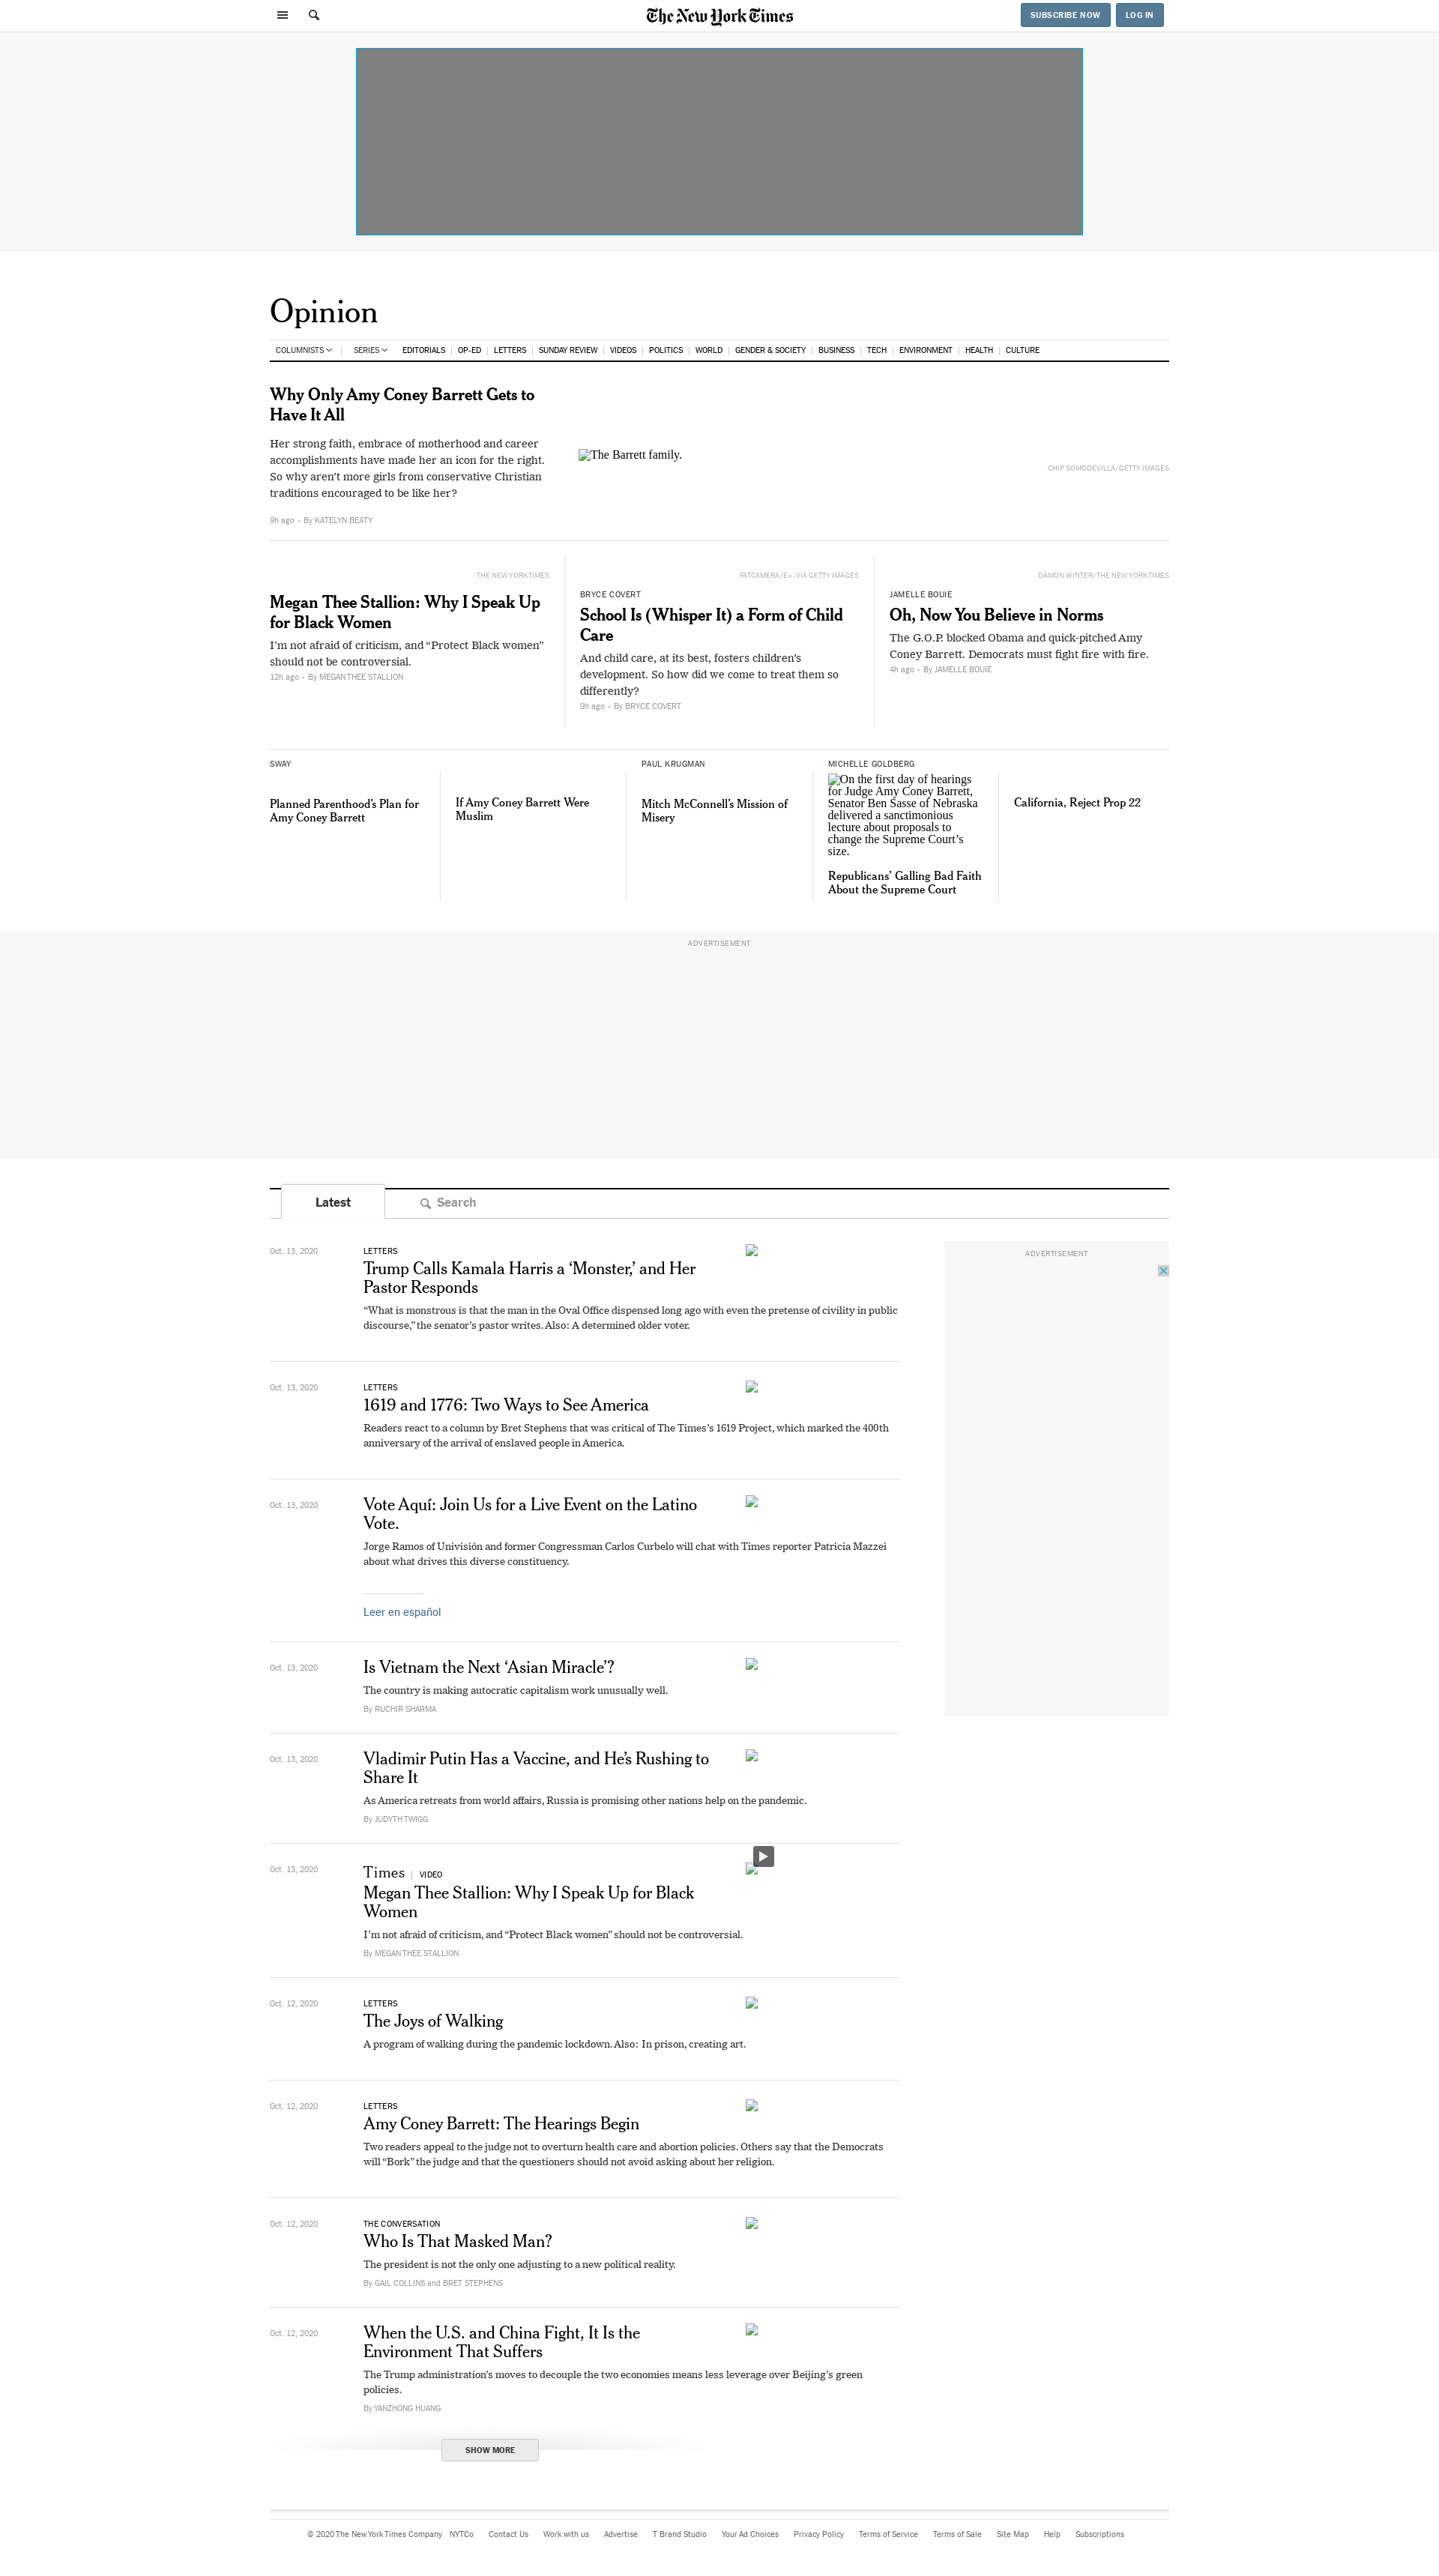 The New York Times
SUBSCRIBE NOW
LOG IN
Opinion
COLUMNISTS
SERIES
EDITORIALS
OP-ED
LETTERS
SUNDAY REVIEW
VIDEOS
POLITICS
WORLD
GENDER & SOCIETY
BUSINESS
TECH
ENVIRONMENT
HEALTH
CULTURE
Why Only Amy Coney Barrett Gets to
Have It All
Her strong faith, embrace of motherhood and career
accomplishments have made her an icon for the right.
So why aren’t more girls from conservative Christian
traditions encouraged to be like her?
9h ago • By KATELYN BEATY
The Barrett family.
CHIP SOMODEVILLA/GETTY IMAGES
THE NEW YORK TIMES
Megan Thee Stallion: Why I Speak Up
for Black Women
I’m not afraid of criticism, and “Protect Black women”
should not be controversial.
12h ago • By MEGAN THEE STALLION
FATCAMERA/E+, VIA GETTY IMAGES
BRYCE COVERT
School Is (Whisper It) a Form of Child
Care
And child care, at its best, fosters children’s
development. So how did we come to treat them so
differently?
9h ago • By BRYCE COVERT
DAMON WINTER/THE NEW YORK TIMES
JAMELLE BOUIE
Oh, Now You Believe in Norms
The G.O.P. blocked Obama and quick-pitched Amy
Coney Barrett. Democrats must fight fire with fire.
4h ago • By JAMELLE BOUIE
SWAY
Planned Parenthood’s Plan for
Amy Coney Barrett
If Amy Coney Barrett Were
Muslim
PAUL KRUGMAN
Mitch McConnell’s Mission of
Misery
MICHELLE GOLDBERG
On the first day of hearings
for Judge Amy Coney Barrett,
Senator Ben Sasse of Nebraska
delivered a sanctimonious
lecture about proposals to
change the Supreme Court’s
size.
Republicans’ Galling Bad Faith
About the Supreme Court
California, Reject Prop 22
ADVERTISEMENT
Latest
Search
ADVERTISEMENT
Oct. 13, 2020
LETTERS
Trump Calls Kamala Harris a ‘Monster,’ and Her
Pastor Responds
“What is monstrous is that the man in the Oval Office dispensed long ago with even the pretense of civility in public
discourse,” the senator’s pastor writes. Also: A determined older voter.
Oct. 13, 2020
LETTERS
1619 and 1776: Two Ways to See America
Readers react to a column by Bret Stephens that was critical of The Times’s 1619 Project, which marked the 400th
anniversary of the arrival of enslaved people in America.
Oct. 13, 2020
Vote Aquí: Join Us for a Live Event on the Latino
Vote.
Jorge Ramos of Univisión and former Congressman Carlos Curbelo will chat with Times reporter Patricia Mazzei
about what drives this diverse constituency.
Leer en español
Oct. 13, 2020
Is Vietnam the Next ‘Asian Miracle’?
The country is making autocratic capitalism work unusually well.
By RUCHIR SHARMA
Oct. 13, 2020
Vladimir Putin Has a Vaccine, and He’s Rushing to
Share It
As America retreats from world affairs, Russia is promising other nations help on the pandemic.
By JUDYTH TWIGG
Oct. 13, 2020
Times | VIDEO
Megan Thee Stallion: Why I Speak Up for Black
Women
I’m not afraid of criticism, and “Protect Black women” should not be controversial.
By MEGAN THEE STALLION
Oct. 12, 2020
LETTERS
The Joys of Walking
A program of walking during the pandemic lockdown. Also: In prison, creating art.
Oct. 12, 2020
LETTERS
Amy Coney Barrett: The Hearings Begin
Two readers appeal to the judge not to overturn health care and abortion policies. Others say that the Democrats
will “Bork” the judge and that the questioners should not avoid asking about her religion.
Oct. 12, 2020
THE CONVERSATION
Who Is That Masked Man?
The president is not the only one adjusting to a new political reality.
By GAIL COLLINS and BRET STEPHENS
Oct. 12, 2020
When the U.S. and China Fight, It Is the
Environment That Suffers
The Trump administration’s moves to decouple the two economies means less leverage over Beijing’s green
policies.
By YANZHONG HUANG
SHOW MORE
© 2020 The New York Times Company NYTCo Contact Us Work with us Advertise T Brand Studio Your Ad Choices Privacy Policy Terms of Service Terms of Sale Site Map Help Subscriptions